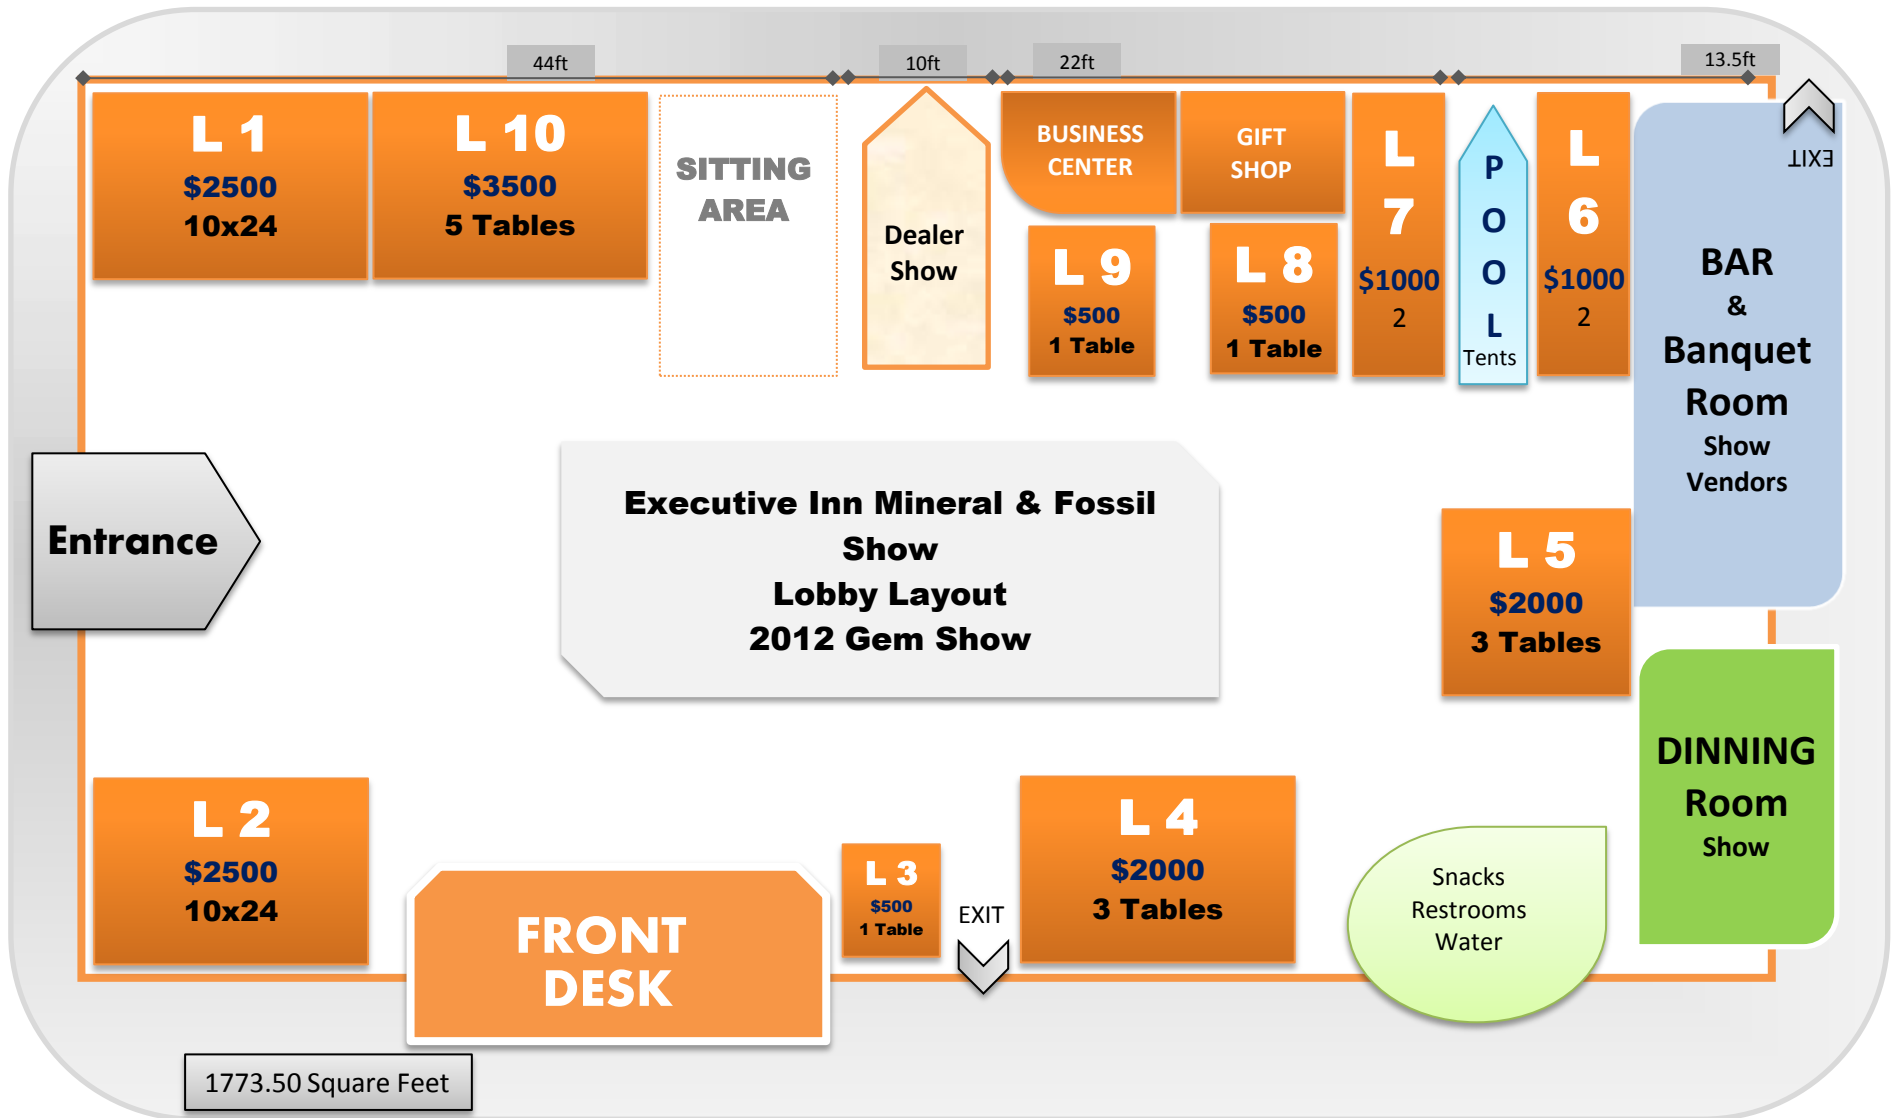 44ft
10ft
22ft
13.5ft
L 1
$2500
10x24
L 10
$3500
5 Tables
SITTING
AREA
Dealer
Show
BUSINESS
CENTER
GIFT
SHOP
L 9
$500
1 Table
L 8
$500
1 Table
L
7
$1000
2
P
O
O
L
Tents
L
6
$1000
2
EXIT
BAR
&
Banquet
Room
Show
Vendors
Entrance
Executive Inn Mineral & Fossil
Show
Lobby Layout
2012 Gem Show
L 5
$2000
3 Tables
DINNING
Room
Show
L 2
$2500
10x24
FRONT
DESK
L 3
$500
1 Table
EXIT
L 4
$2000
3 Tables
Snacks
Restrooms
Water
1773.50 Square Feet